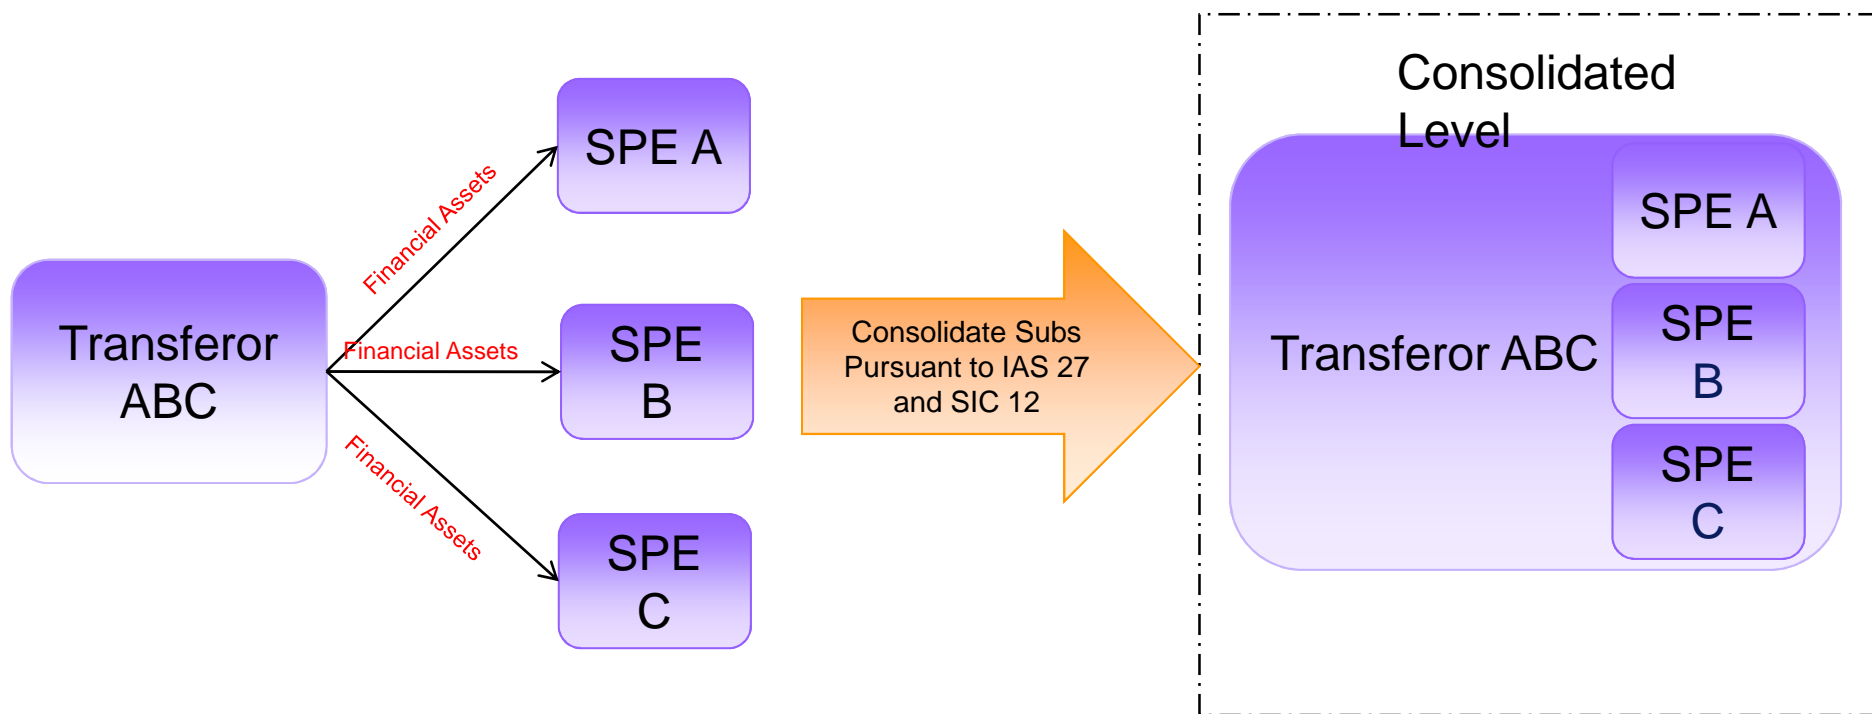 Transferor
ABC
Financial Assets
Financial Assets
Financial Assets
SPE A
SPE
B
SPE
C
Consolidate Subs
Pursuant to IAS 27
and SIC 12
Consolidated
Level
Transferor ABC
SPE A
SPE
B
SPE
C